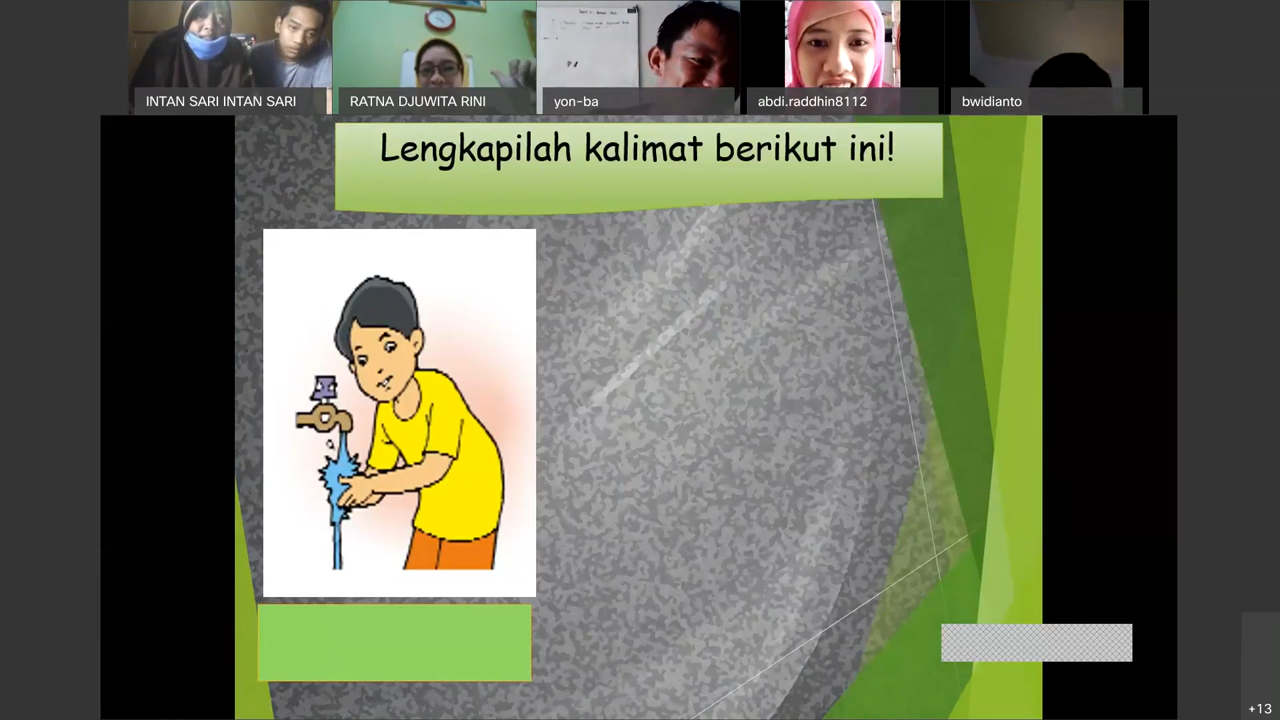 INTAN SARI INTAN SARI
RATNA DJUWITA RINI
yon-ba
abdi.raddhin8112
bwidianto
Lengkapilah kalimat berikut ini!
+13